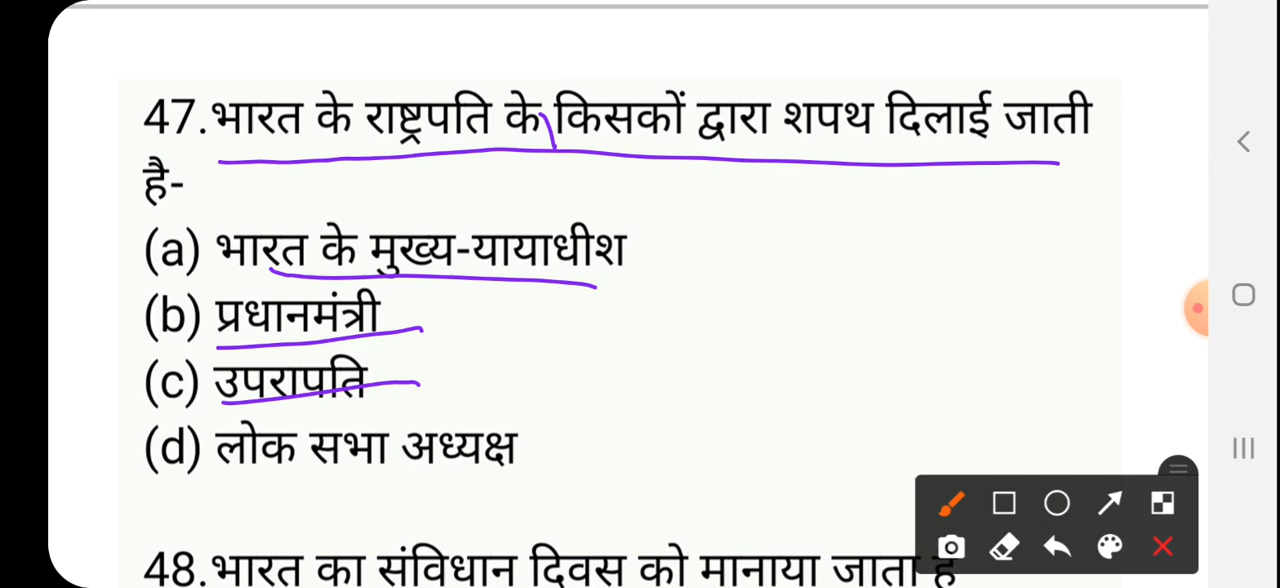 47.भारत के राष्ट्रपति के किसकों द्वारा शपथ दिलाई जाती
है-
(a) भारत के मुख्य-यायाधीश
(b) प्रधानमंत्री
(c) उपरापति
(d) लोक सभा अध्यक्ष
48.भारत का संविधान दिवस को मानाया जाता है